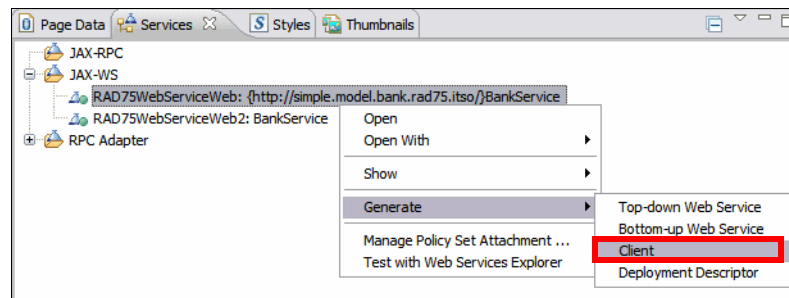 Page Data Services Styles Thumbnails
JAX-RPC
JAX-WS
RAD75WebServiceWeb: {http://simple.model.bank.rad75.itso/}BankService
RAD75WebServiceWeb2: BankService
RPC Adapter
Open
Open With
Show
Generate
Manage Policy Set Attachment ...
Test with Web Services Explorer
Top-down Web Service
Bottom-up Web Service
Client
Deployment Descriptor